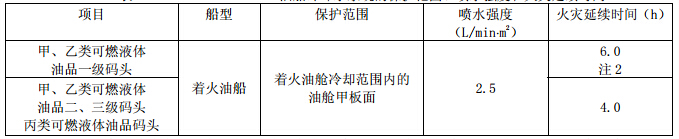 项目
船型
保护范围
喷水强度
（L/min·m²）
火灾延续时间（h）
甲、乙类可燃液体
油品一级码头
着火油船
着火油舱冷却范围内的
油舱甲板面
2.5
6.0
注 2
甲、乙类可燃液体
油品二、三级码头
丙类可燃液体油品码头
4.0